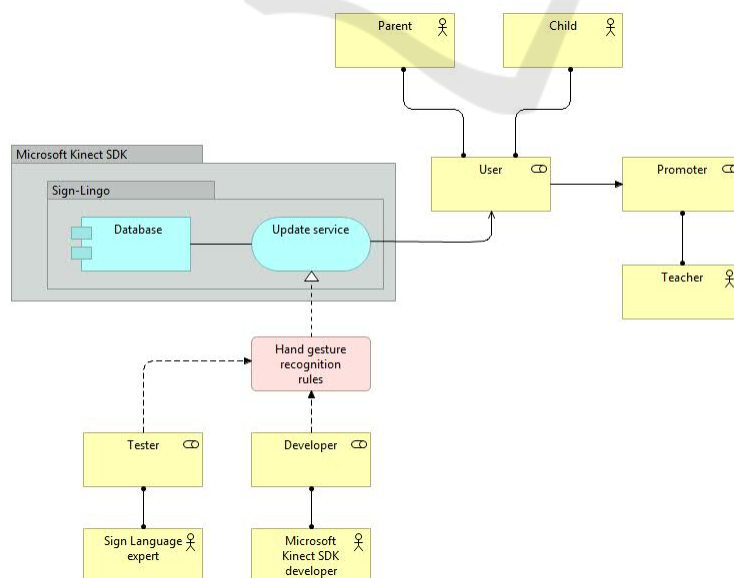 Parent
Child
Microsoft Kinect SDK
User
Promoter
Sign-Lingo
Database
Update service
Teacher
Hand gesture
recognition
rules
Tester
Developer
Sign Language
expert
Microsoft
Kinect SDK
developer